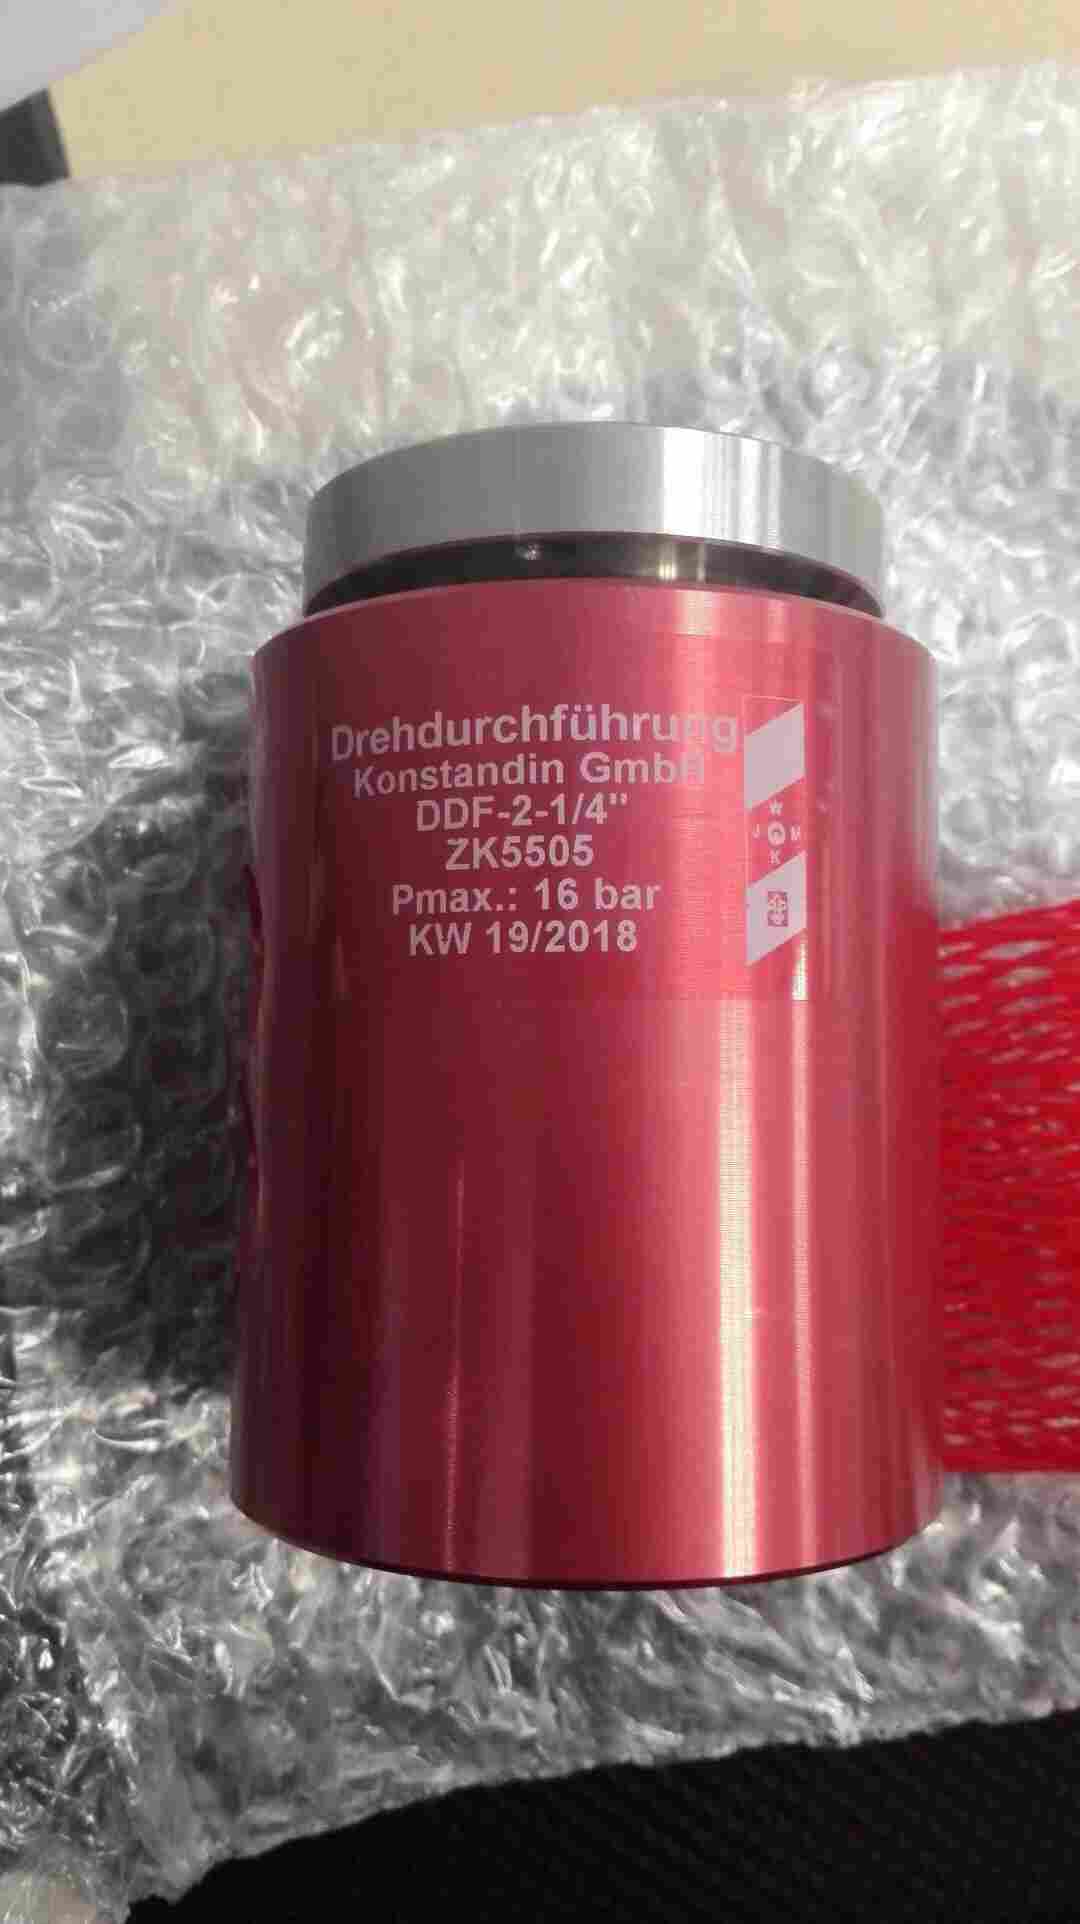 Drehdurchführung
Konstandin GmbH
DDF-2-1/4"
ZK5505
Pmax.: 16 bar
KW 19/2018
W
J M
K